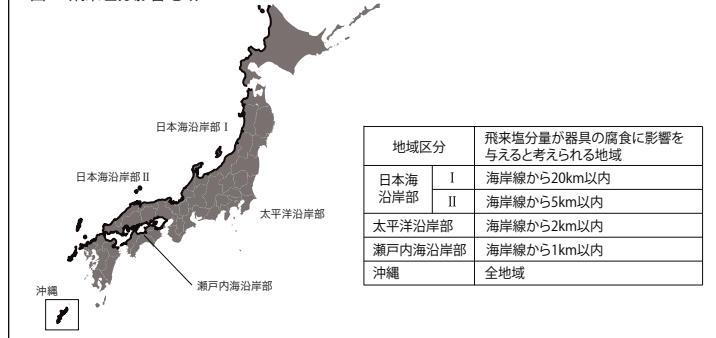 日本海沿岸部Ⅰ
日本海沿岸部Ⅱ
太平洋沿岸部
瀬戸内海沿岸部
沖縄
地域区分
飛来塩分量が器具の腐食に影響を
与えると考えられる地域
日本海
沿岸部
Ⅰ
海岸線から20km以内
Ⅱ
海岸線から5km以内
太平洋沿岸部
海岸線から2km以内
瀬戸内海沿岸部
海岸線から1km以内
沖縄
全地域